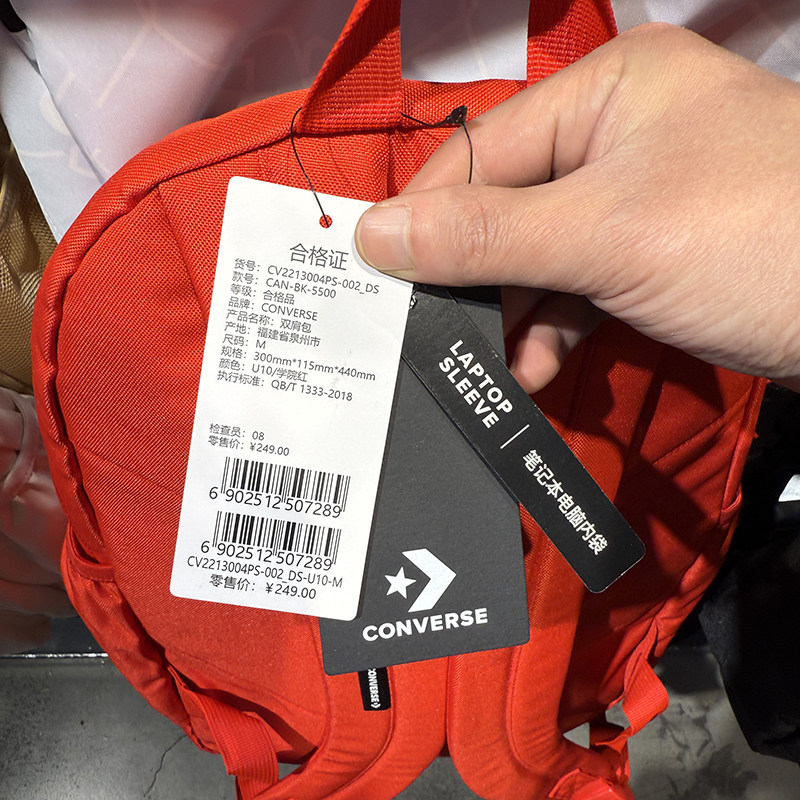 合格证
货号： CV2213004PS-002_DS
款号： CAN-BK-5500
等级： 合格品
品牌： CONVERSE
产品名称： 双肩包
产地： 福建省泉州市
尺码： M
规格： 300mm*115mm*440mm
颜色： U10/学院红
执行标准： QB/T 1333-2018
检查员： 08
零售价： ¥249.00
6 902512 507289
6 902512 507289
CV2213004PS-002_DS-U10-M
零售价： ¥249.00
LAPTOP
SLEEVE
笔记本电脑内袋
CONVERSE
CONVERSE